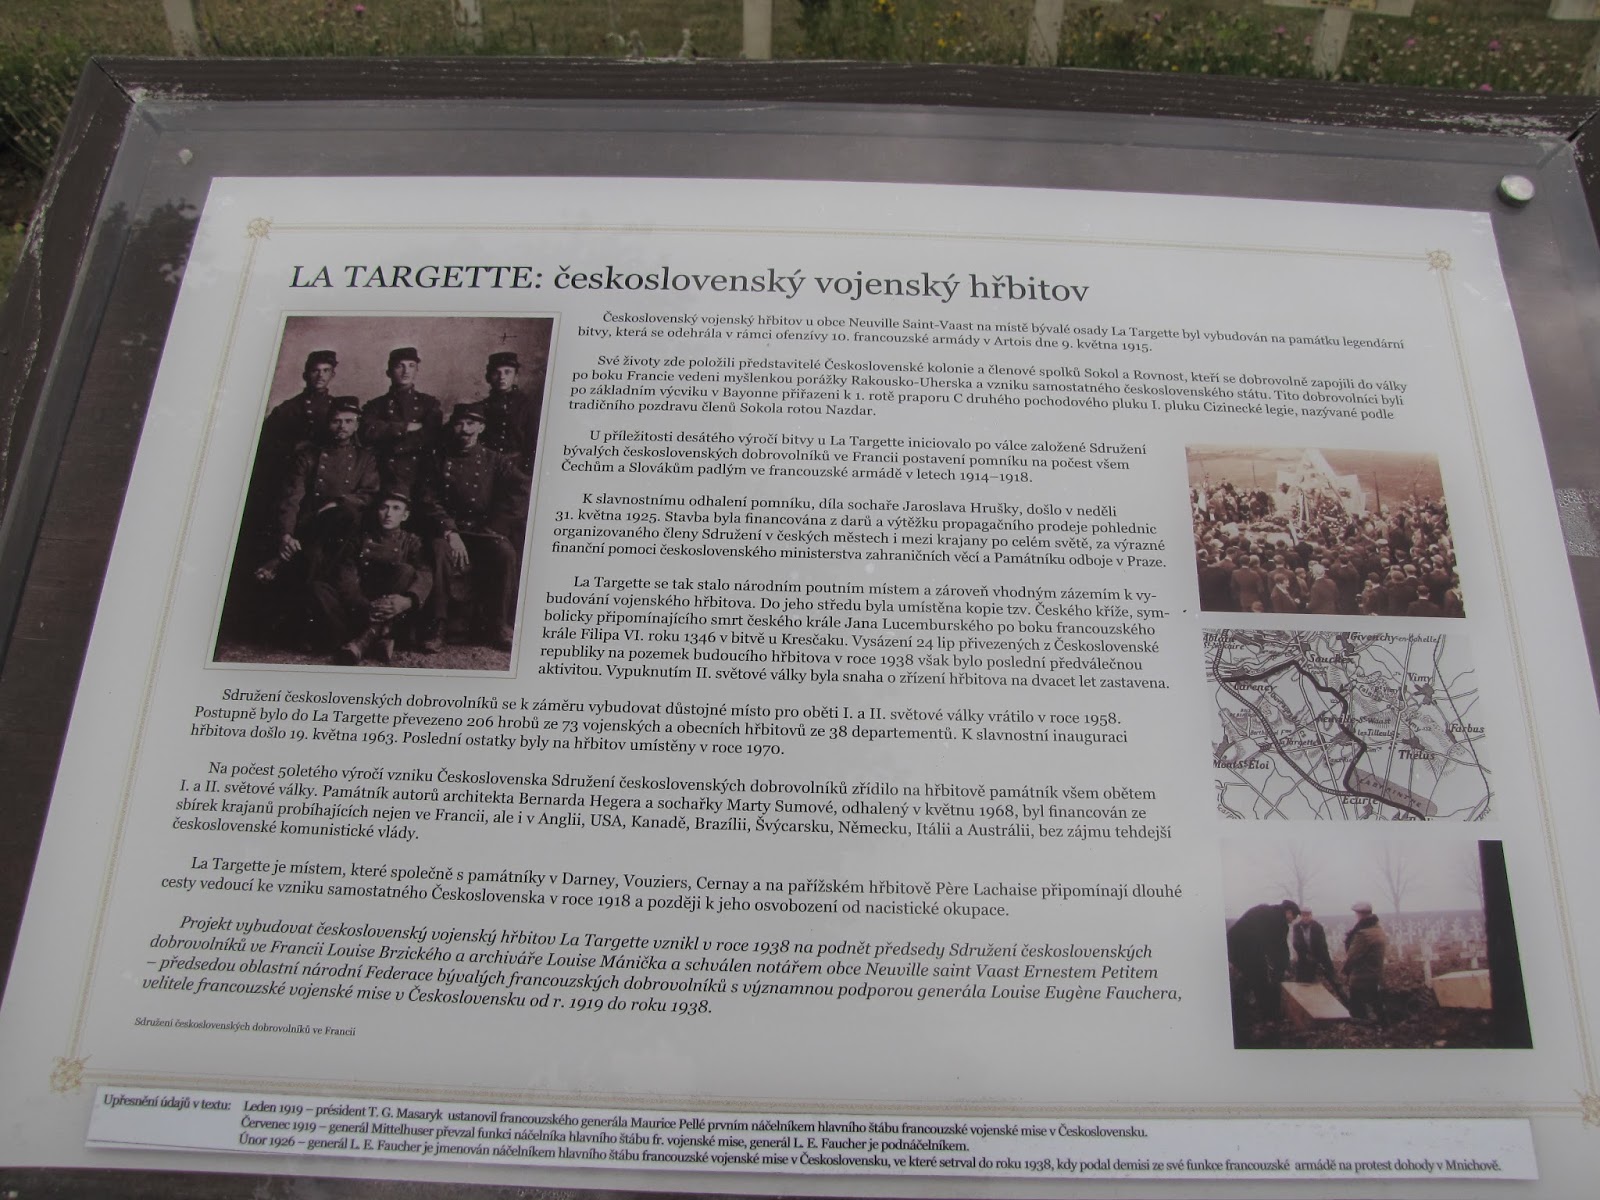 LA TARGETTE: československý vojenský hřbitov
Československý vojenský hřbitov u obce Neuville Saint-Vaast na místě bývalé osady La Targette byl vybudován na památku legendární
bitvy, která se odehrála v rámci ofenzívy 10. francouzské armády v Artois dne 9. května 1915.
Své životy zde položili představitelé Československé kolonie a členové spolků Sokol a Rovnost, kteří se dobrovolně zapojili do války
po boku Francie vedeni myšlenkou porážky Rakousko-Uherska a vzniku samostatného československého státu. Tito dobrovolníci byli
po základním výcviku v Bayonne přiřazeni k 1. rotě praporu C druhého pochodového pluku I. pluku Cizinecké legie, nazývané podle
tradičního pozdravu členů Sokola rotou Nazdar.
U příležitosti desátého výročí bitvy u La Targette iniciovalo po válce založené Sdružení
bývalých československých dobrovolníků ve Francii postavení pomníku na počest všem
Čechům a Slovákům padlým ve francouzské armádě v letech 1914–1918.
K slavnostnímu odhalení pomníku, díla sochaře Jaroslava Hrušky, došlo v neděli
31. května 1925. Stavba byla financována z darů a výtěžku propagačního prodeje pohlednic
organizovaného členy Sdružení v českých městech i mezi krajany po celém světě, za výrazné
finanční pomoci československého ministerstva zahraničních věcí a Památníku odboje v Praze.
La Targette se tak stalo národním poutním místem a zároveň vhodným zázemím k vy-
budování vojenského hřbitova. Do jeho středu byla umístěna kopie tzv. Českého kříže, sym-
bolicky připomínajícího smrt českého krále Jana Lucemburského po boku francouzského
krále Filipa VI. roku 1346 v bitvě u Kresčaku. Vysázení 24 lip přivezených z Československé
republiky na pozemek budoucího hřbitova v roce 1938 však bylo poslední předválečnou
aktivitou. Vypuknutím II. světové války byla snaha o zřízení hřbitova na dvacet let zastavena.
Sdružení československých dobrovolníků se k záměru vybudovat důstojné místo pro oběti I. a II. světové války vrátilo v roce 1958.
Postupně bylo do La Targette převezeno 206 hrobů ze 73 vojenských a obecních hřbitovů ze 38 departementů. K slavnostní inauguraci
hřbitova došlo 19. května 1963. Poslední ostatky byly na hřbitov umístěny v roce 1970.
Na počest 50letého výročí vzniku Československa Sdružení československých dobrovolníků zřídilo na hřbitově památník všem obětem
I. a II. světové války. Památník autorů architekta Bernarda Hegera a sochařky Marty Sumové, odhalený v květnu 1968, byl financován ze
sbírek krajanů probíhajících nejen ve Francii, ale i v Anglii, USA, Kanadě, Brazílii, Švýcarsku, Německu, Itálii a Austrálii, bez zájmu tehdejší
československé komunistické vlády.
La Targette je místem, které společně s památníky v Darney, Vouziers, Cernay a na pařížském hřbitově Père Lachaise připomínají dlouhé
cesty vedoucí ke vzniku samostatného Československa v roce 1918 a později k jeho osvobození od nacistické okupace.
Projekt vybudovat československý vojenský hřbitov La Targette vznikl v roce 1938 na podnět předsedy Sdružení československých
dobrovolníků ve Francii Louise Brzického a archiváře Louise Mánička a schválen notářem obce Neuville saint Vaast Ernestem Petitem
– předsedou oblastní národní Federace bývalých francouzských dobrovolníků s významnou podporou generála Louise Eugène Fauchera,
velitele francouzské vojenské mise v Československu od r. 1919 do roku 1938.
Sdružení československých dobrovolníků ve Francii
Givenchy-en-Gohelle
Souchez
Carency
Vimy
Neuville-St-Vaast
Farbus
les Tilleuls
La Targette
Thelus
Mont St Eloi
LABYRINTHE
Ecurie
Upřesnění údajů v textu: Leden 1919 – président T. G. Masaryk ustanovil francouzského generála Maurice Pellé prvním náčelníkem hlavního štábu francouzské vojenské mise v Československu.
Červenec 1919 – generál Mittelhuser převzal funkci náčelníka hlavního štábu fr. vojenské mise, generál L. E. Faucher je podnáčelníkem.
Únor 1926 – generál L. E. Faucher je jmenován náčelníkem hlavního štábu francouzské vojenské mise v Československu, ve které setrval do roku 1938, kdy podal demisi ze své funkce francouzské armádě na protest dohody v Mnichově.